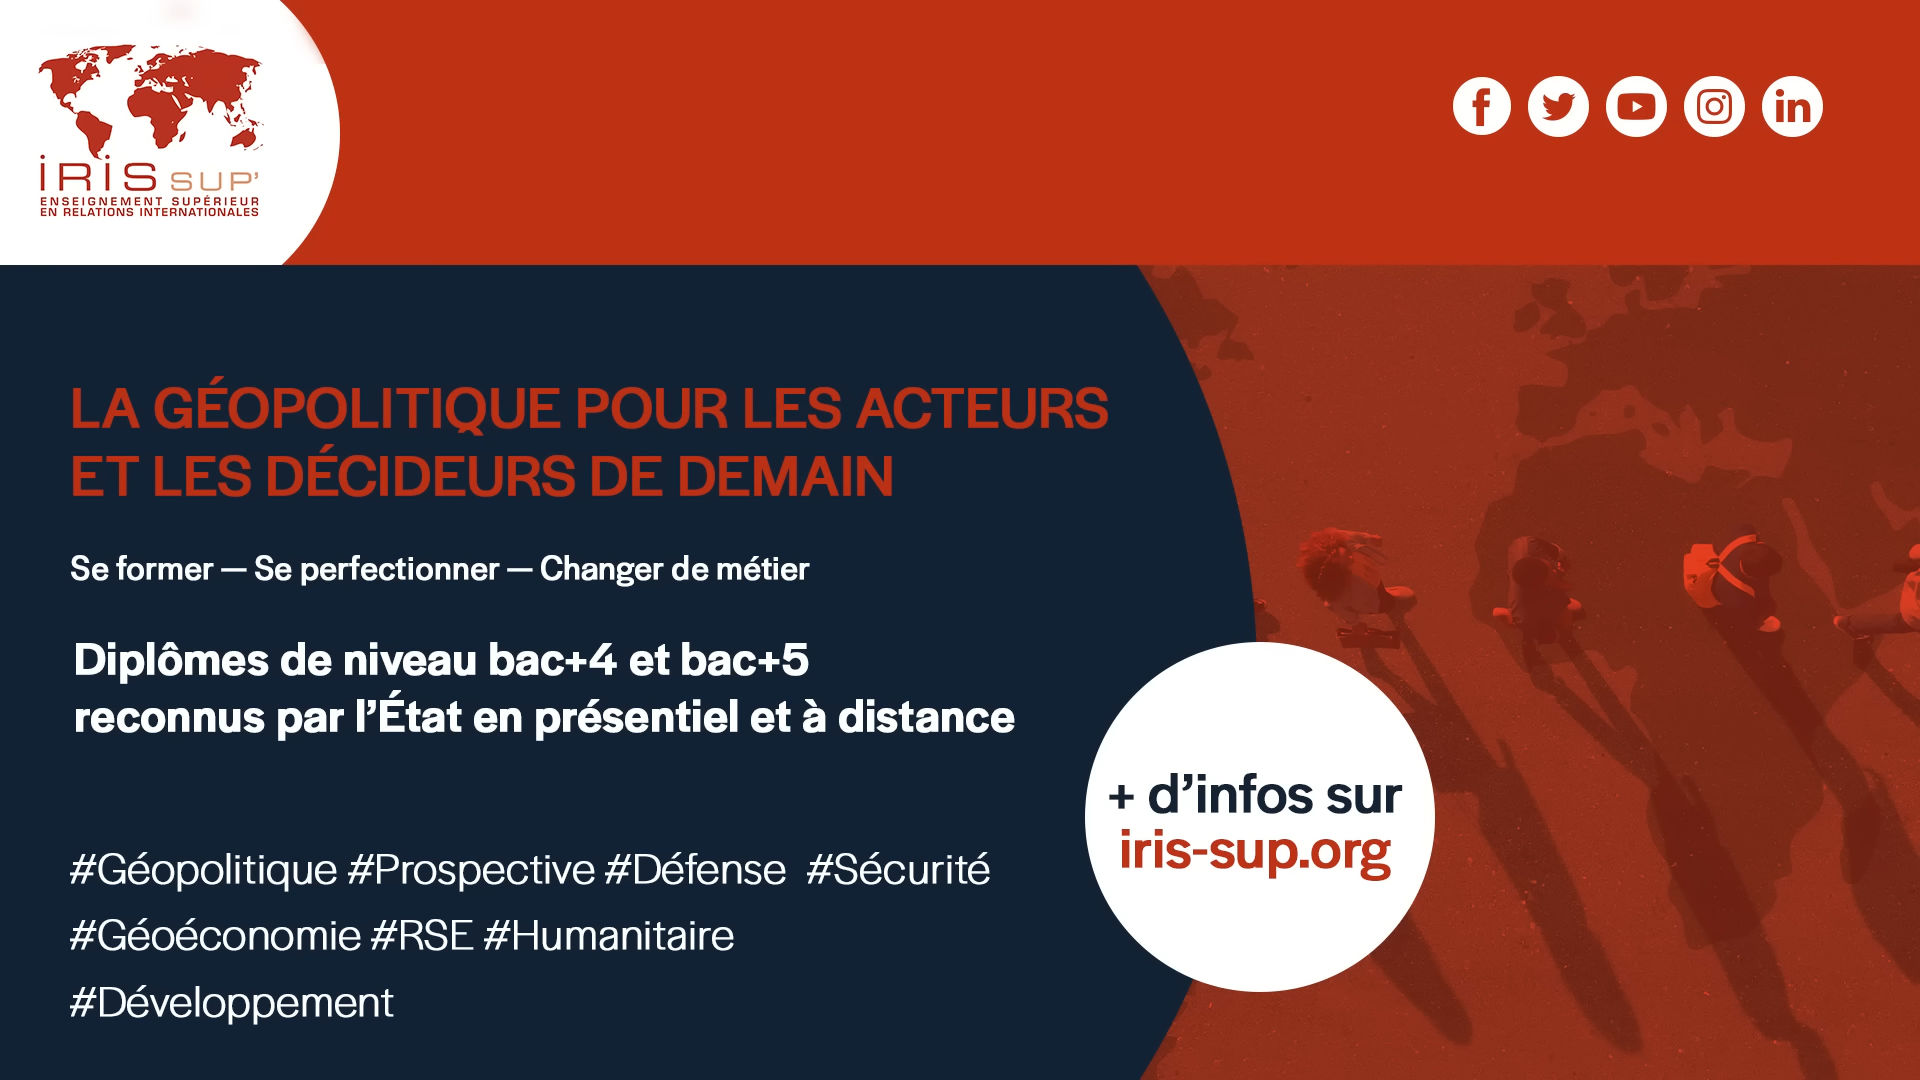 iRiS SUP'
ENSEIGNEMENT SUPÉRIEUR
EN RELATIONS INTERNATIONALES
LA GÉOPOLITIQUE POUR LES ACTEURS
ET LES DÉCIDEURS DE DEMAIN
Se former — Se perfectionner — Changer de métier
Diplômes de niveau bac+4 et bac+5
reconnus par l’État en présentiel et à distance
+ d’infos sur
iris-sup.org
#Géopolitique #Prospective #Défense #Sécurité
#Géoéconomie #RSE #Humanitaire
#Développement